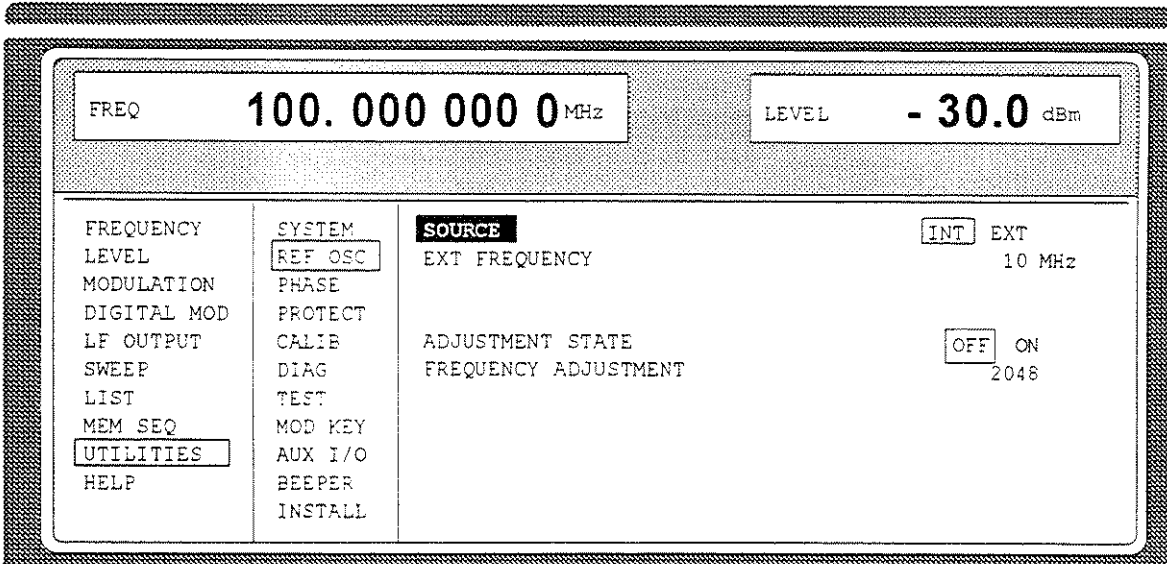 FREQ 100. 000 000 0 MHz LEVEL - 30.0 dBm
FREQUENCY
LEVEL
MODULATION
DIGITAL MOD
LF OUTPUT
SWEEP
LIST
MEM SEQ
UTILITIES
HELP
SYSTEM
REF OSC
PHASE
PROTECT
CALIB
DIAG
TEST
MOD KEY
AUX I/O
BEEPER
INSTALL
SOURCE INT EXT
EXT FREQUENCY 10 MHz
ADJUSTMENT STATE OFF ON
FREQUENCY ADJUSTMENT 2048